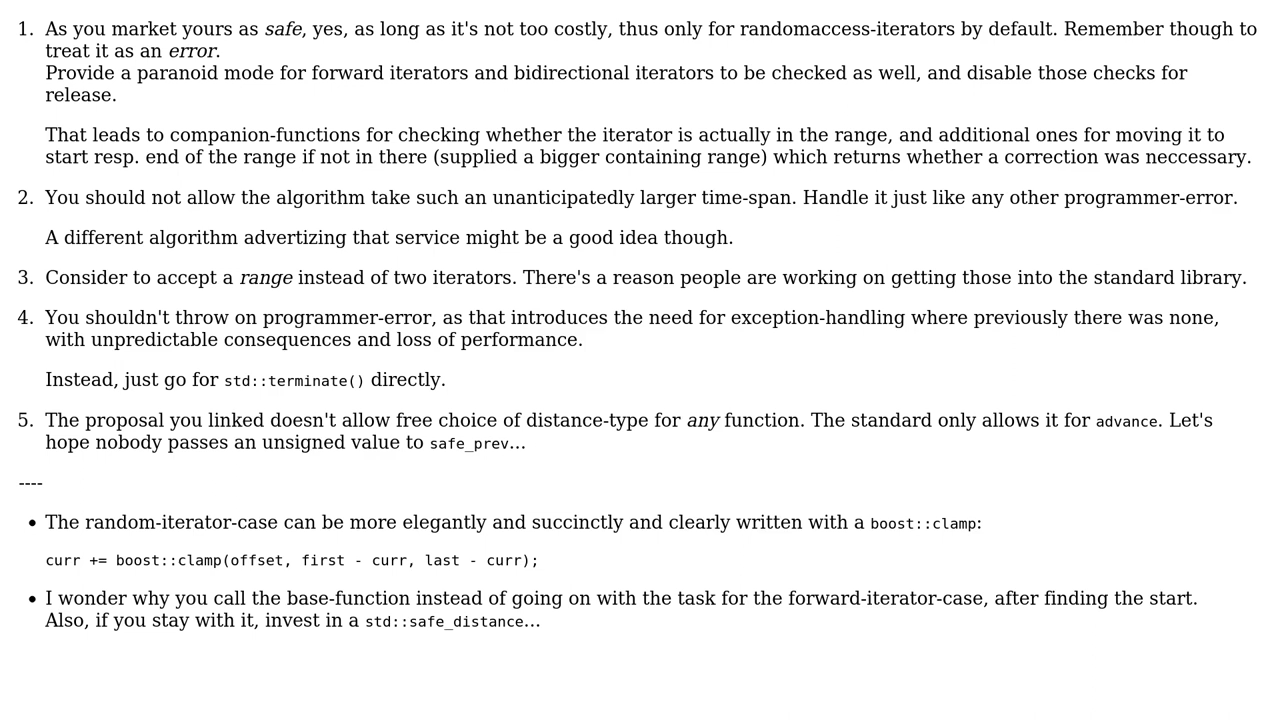 1. As you market yours as safe, yes, as long as it's not too costly, thus only for randomaccess-iterators by default. Remember though to
treat it as an error.
Provide a paranoid mode for forward iterators and bidirectional iterators to be checked as well, and disable those checks for
release.
That leads to companion-functions for checking whether the iterator is actually in the range, and additional ones for moving it to
start resp. end of the range if not in there (supplied a bigger containing range) which returns whether a correction was neccessary.
2. You should not allow the algorithm take such an unanticipatedly larger time-span. Handle it just like any other programmer-error.
A different algorithm advertizing that service might be a good idea though.
3. Consider to accept a range instead of two iterators. There's a reason people are working on getting those into the standard library.
4. You shouldn't throw on programmer-error, as that introduces the need for exception-handling where previously there was none,
with unpredictable consequences and loss of performance.
Instead, just go for std::terminate() directly.
5. The proposal you linked doesn't allow free choice of distance-type for any function. The standard only allows it for advance. Let's
hope nobody passes an unsigned value to safe_prev...
----
• The random-iterator-case can be more elegantly and succinctly and clearly written with a boost::clamp:
curr += boost::clamp(offset, first - curr, last - curr);
• I wonder why you call the base-function instead of going on with the task for the forward-iterator-case, after finding the start.
Also, if you stay with it, invest in a std::safe_distance...